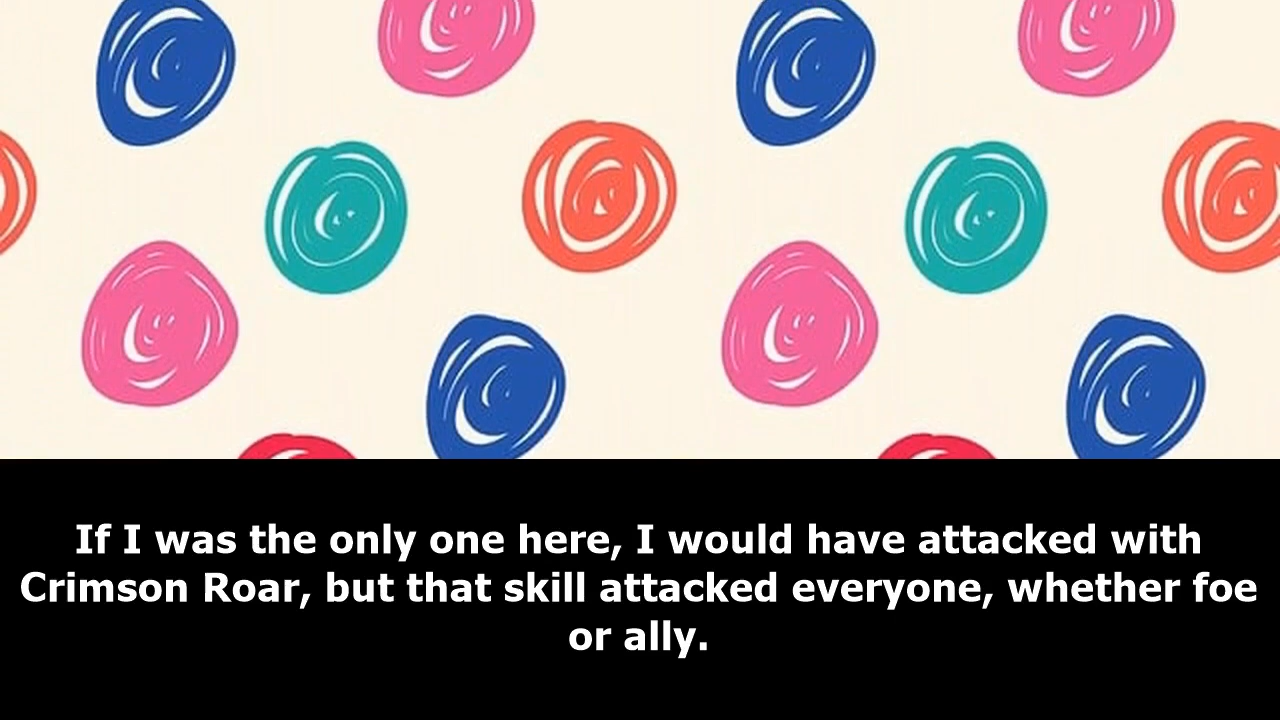 If I was the only one here, I would have attacked with
Crimson Roar, but that skill attacked everyone, whether foe
or ally.